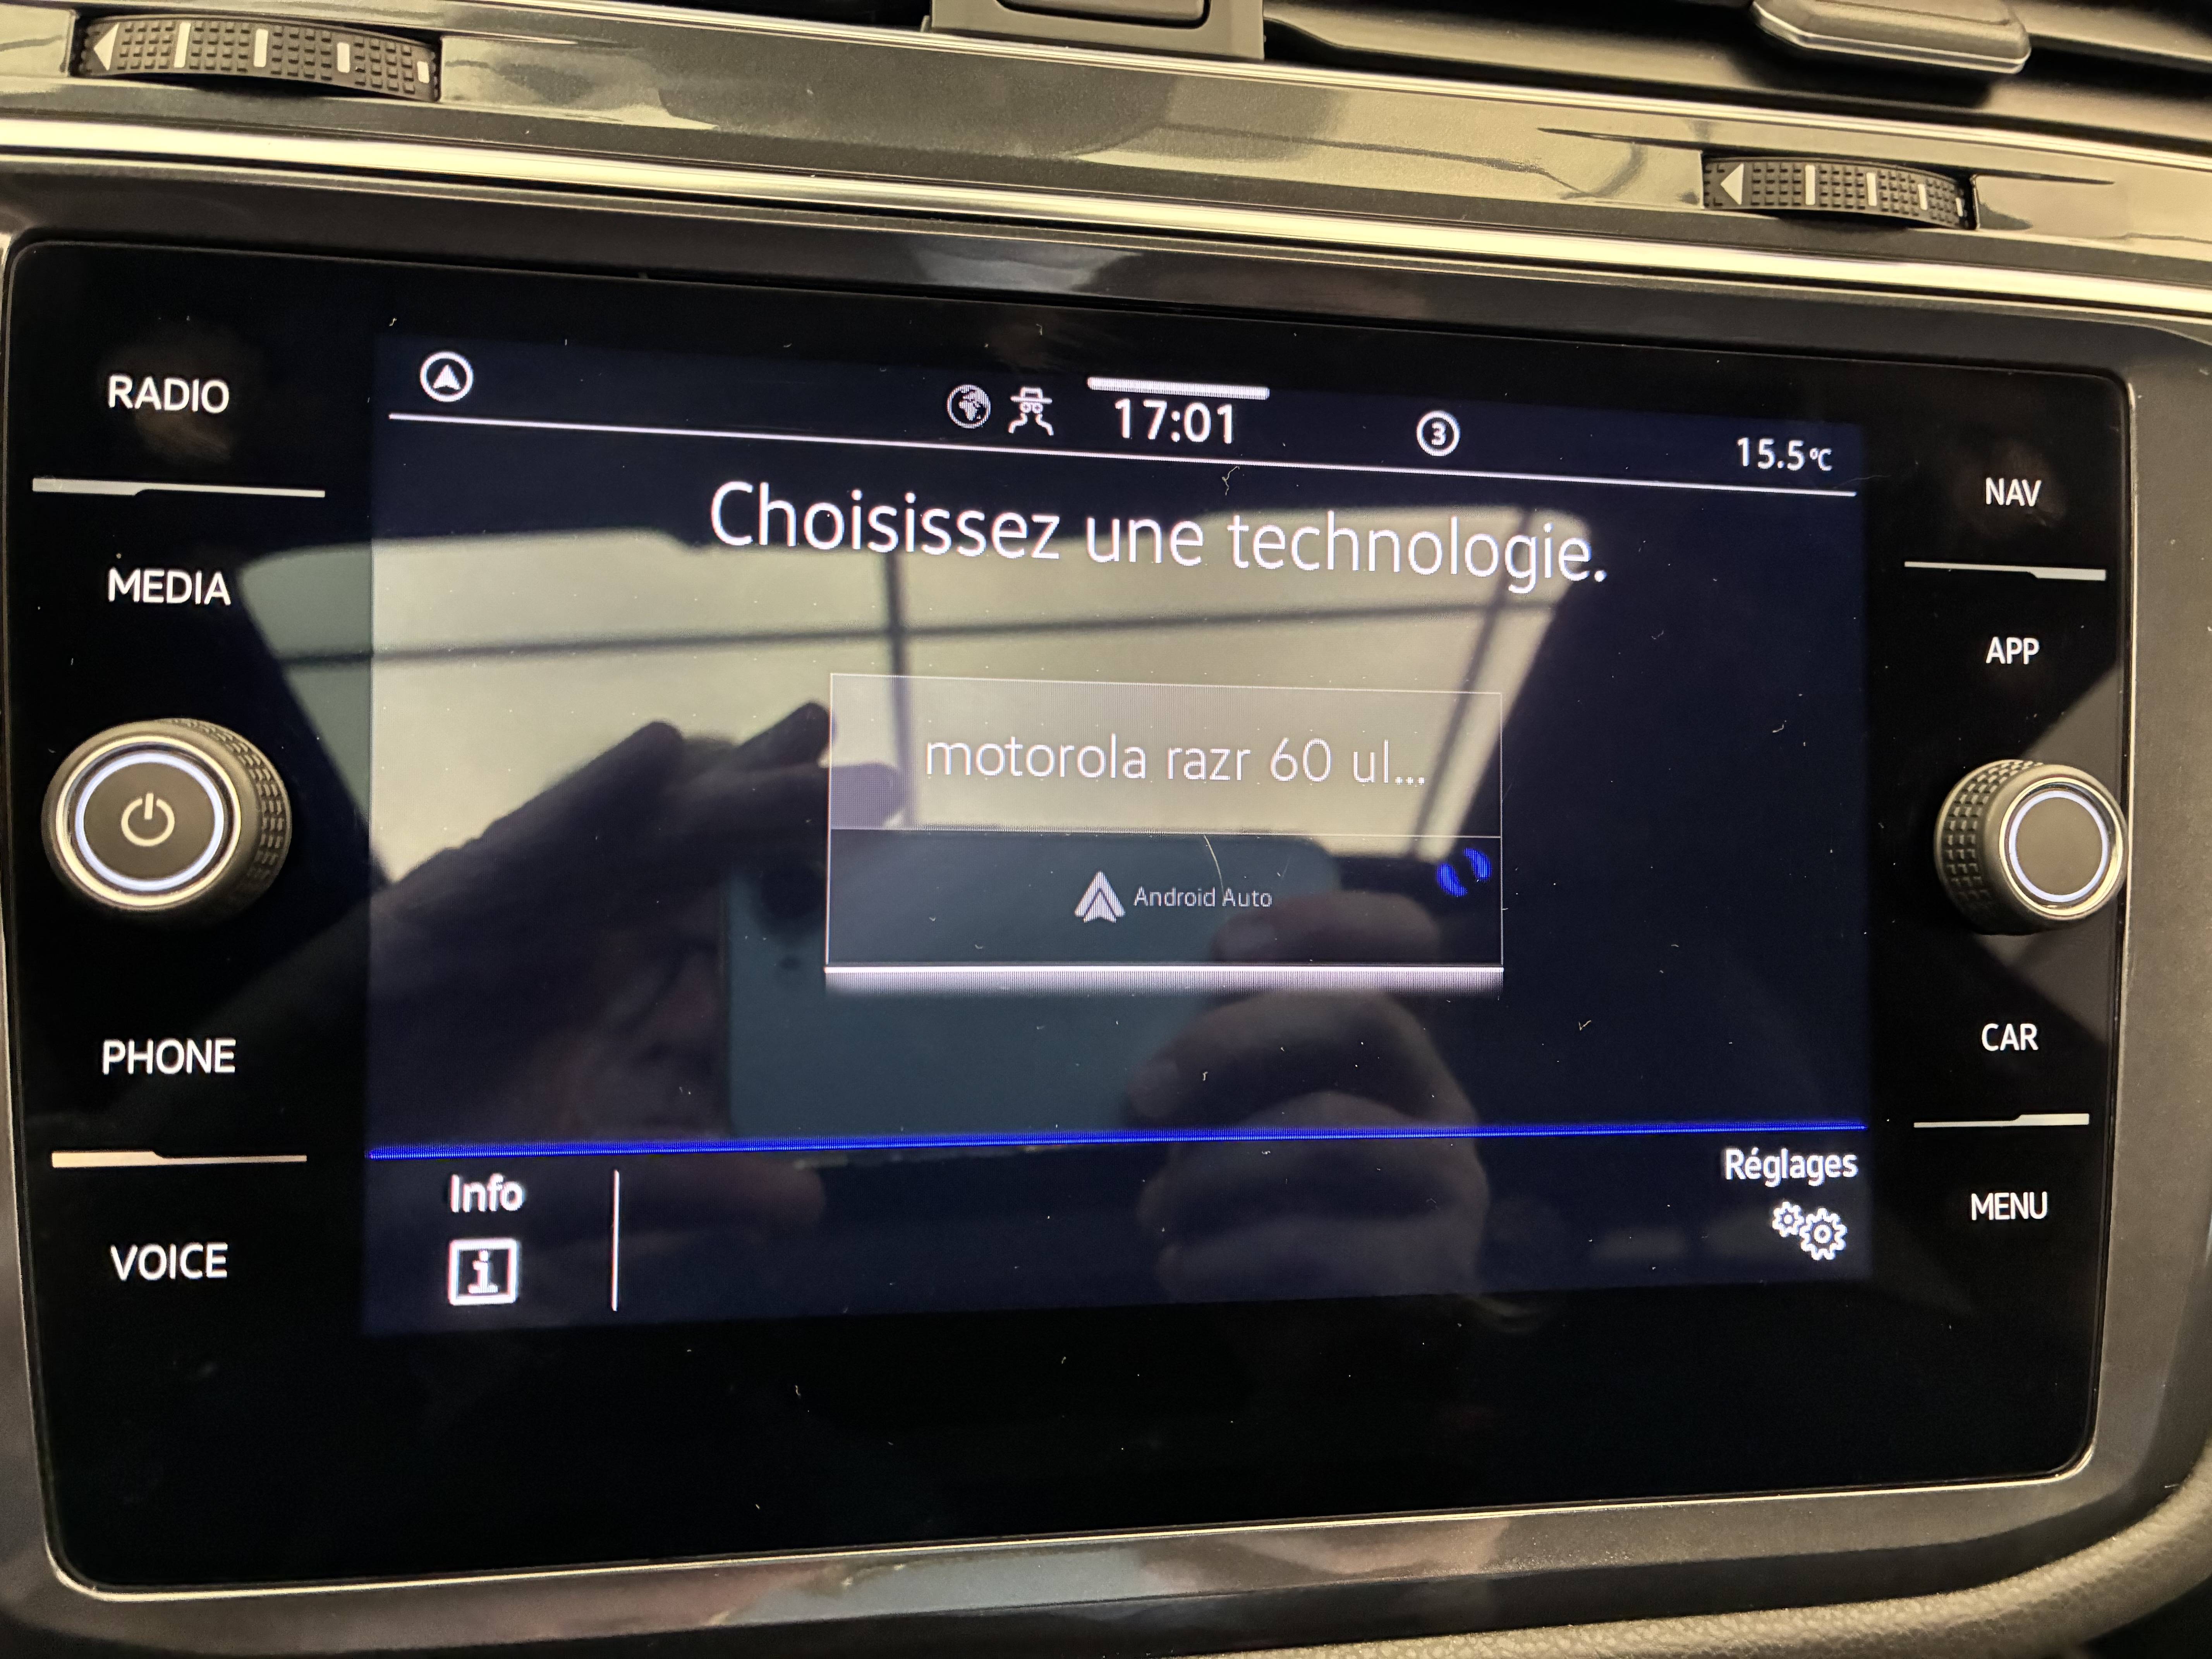 RADIO
MEDIA
PHONE
VOICE
17:01
3
15.5°C
Choisissez une technologie.
motorola razr 60 ul...
Android Auto
Info
i
Réglages
NAV
APP
CAR
MENU